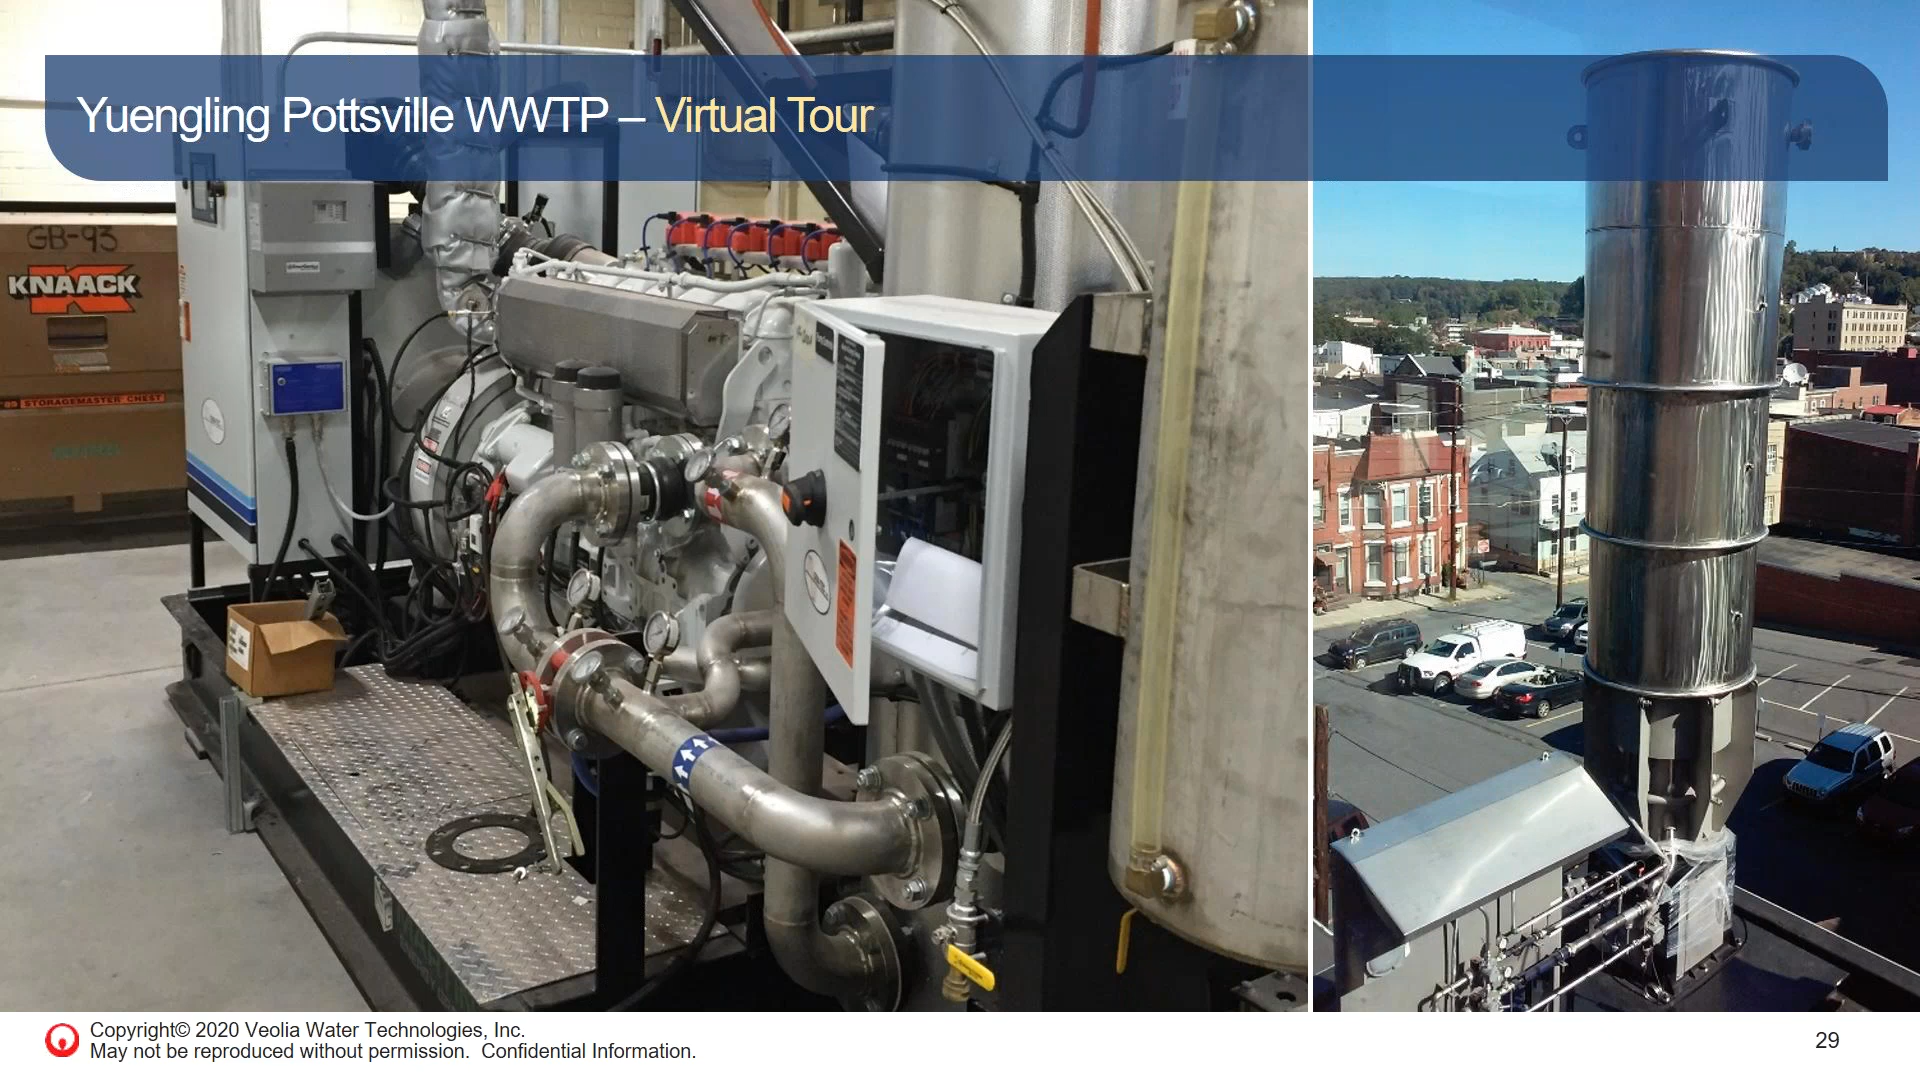 Yuengling Pottsville WWTP – Virtual Tour
GB-93
KNAACK
STORAGEMASTER CHEST
Copyright© 2020 Veolia Water Technologies, Inc.
May not be reproduced without permission.  Confidential Information.
29